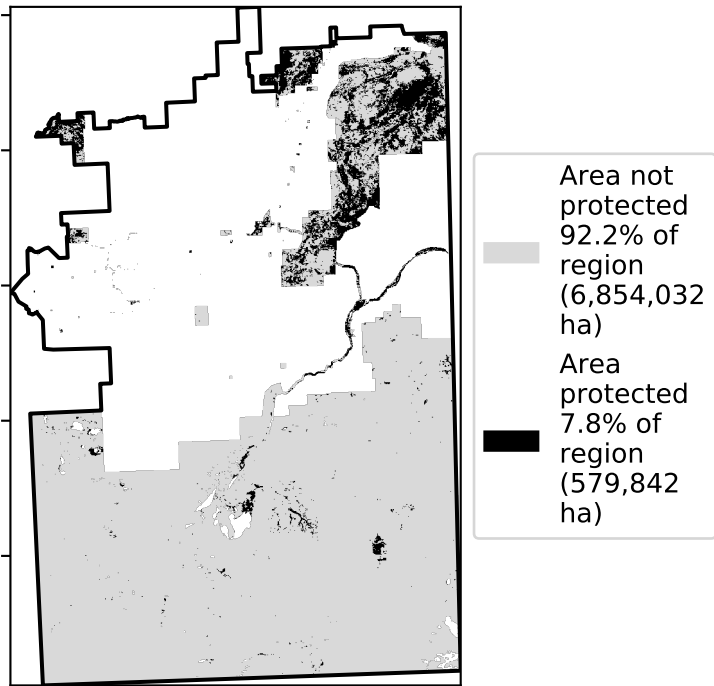 Area not
protected
92.2% of
region
(6,854,032
ha)
Area
protected
7.8% of
region
(579,842
ha)